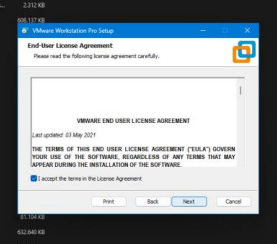 2.312 KB
608.137 KB
VMware Workstation Pro Setup
End-User License Agreement
Please read the following license agreement carefully.
VMWARE END USER LICENSE AGREEMENT
Last updated: 03 May 2021
THE TERMS OF THIS END USER LICENSE AGREEMENT ("EULA") GOVERN
YOUR USE OF THE SOFTWARE, REGARDLESS OF ANY TERMS THAT MAY
APPEAR DURING THE INSTALLATION OF THE SOFTWARE.
I accept the terms in the License Agreement
Print Back Next Cancel
81.104 KB
632.640 KB